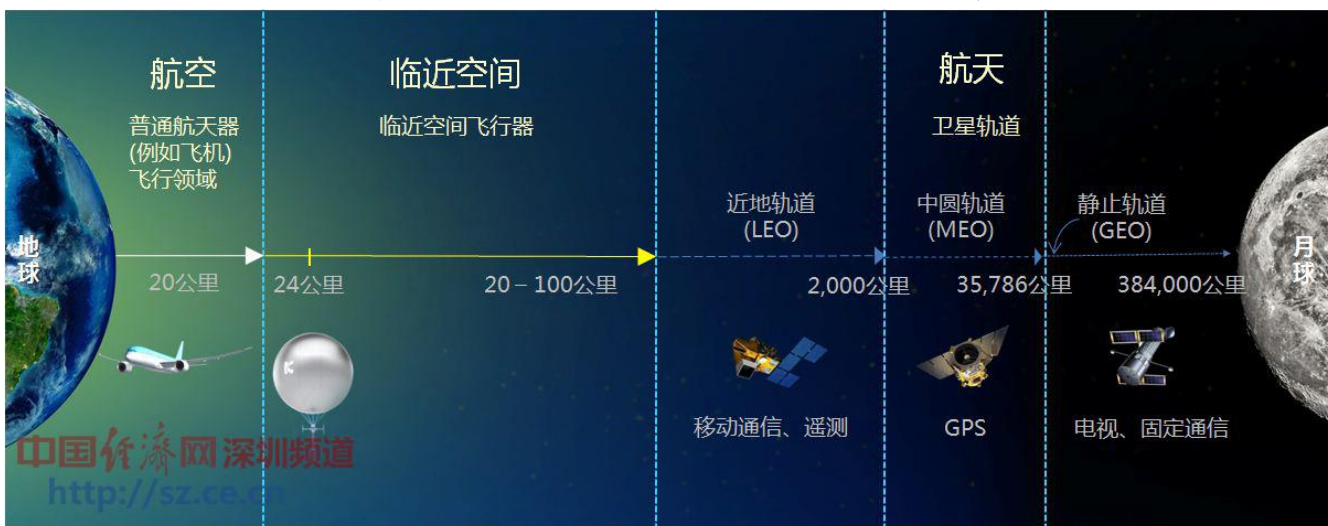 航空
临近空间
航天
普通航天器
(例如飞机)
飞行领域
临近空间飞行器
卫星轨道
近地轨道
(LEO)
中圆轨道
(MEO)
静止轨道
(GEO)
地球
月球
20公里
24公里
20－100公里
2,000公里
35,786公里
384,000公里
K
移动通信、遥测
GPS
电视、固定通信
中国经济网深圳频道
http://sz.ce.cn